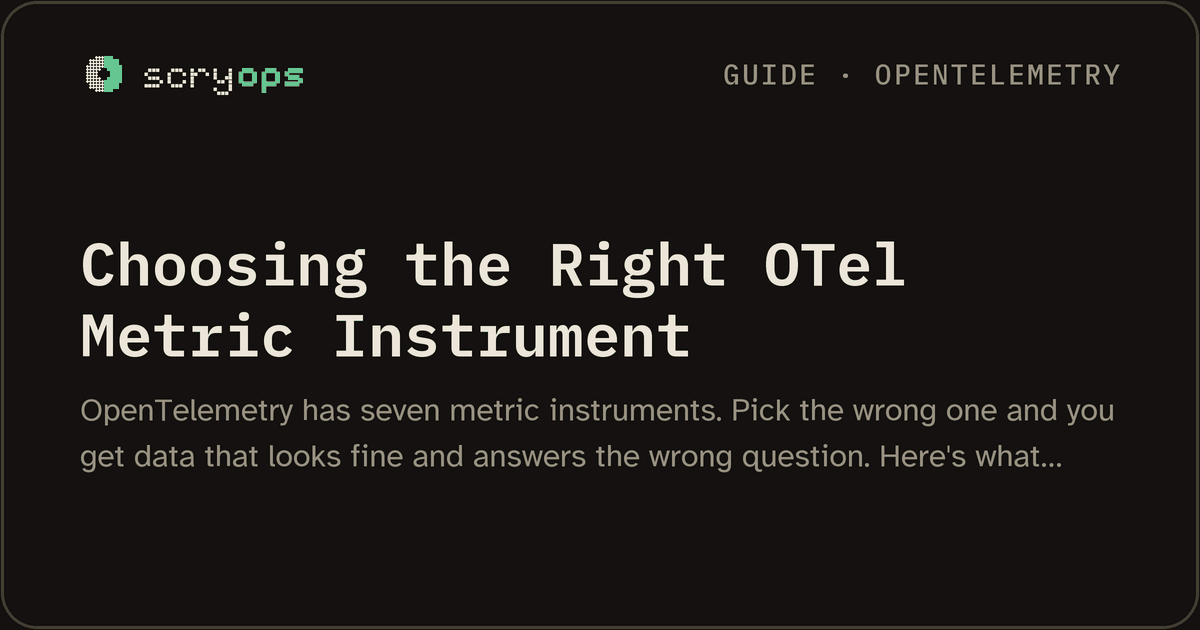 scryops
GUIDE · OPENTELEMETRY
Choosing the Right OTel
Metric Instrument
OpenTelemetry has seven metric instruments. Pick the wrong one and you
get data that looks fine and answers the wrong question. Here's what...